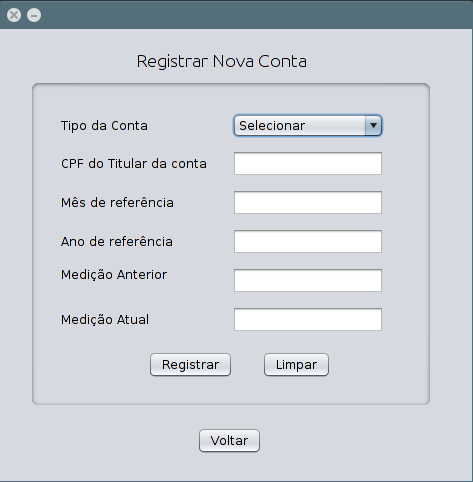 Registrar Nova Conta
Tipo da Conta Selecionar
CPF do Titular da conta
Mês de referência
Ano de referência
Medição Anterior
Medição Atual
Registrar Limpar
Voltar